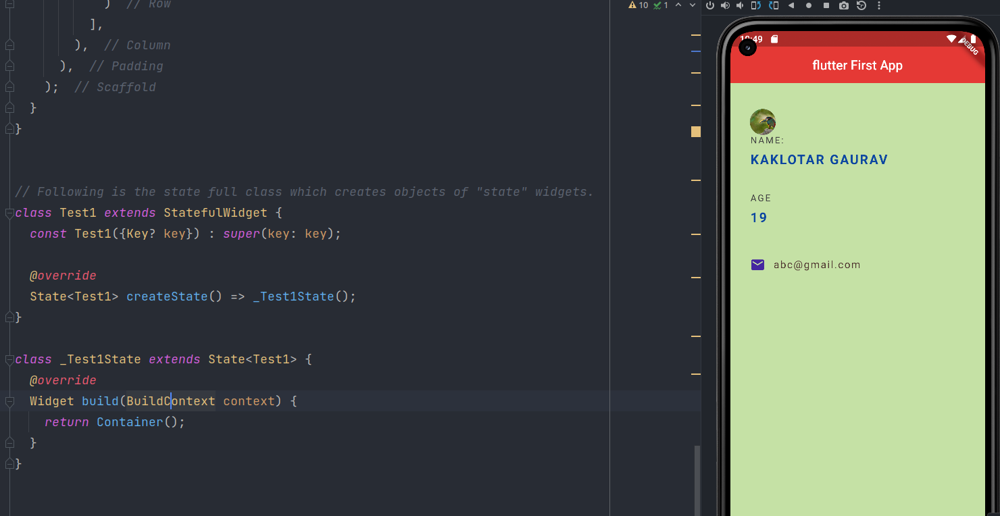 )  // Row
],
),  // Column
),  // Padding
);  // Scaffold
}
}
// Following is the state full class which creates objects of "state" widgets.
class Test1 extends StatefulWidget {
const Test1({Key? key}) : super(key: key);
@override
State<Test1> createState() => _Test1State();
}
class _Test1State extends State<Test1> {
@override
Widget build(BuildContext context) {
return Container();
}
}
10 1
DEBUG
flutter First App
NAME:
KAKLOTAR GAURAV
AGE
19
abc@gmail.com